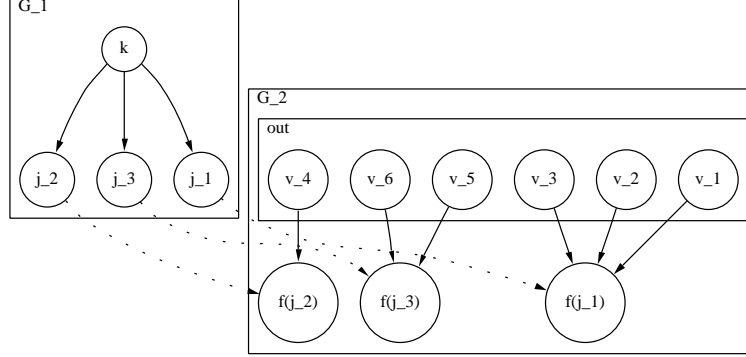 G_1
k
j_2
j_3
j_1
G_2
out
v_4
v_6
v_5
v_3
v_2
v_1
f(j_2)
f(j_3)
f(j_1)